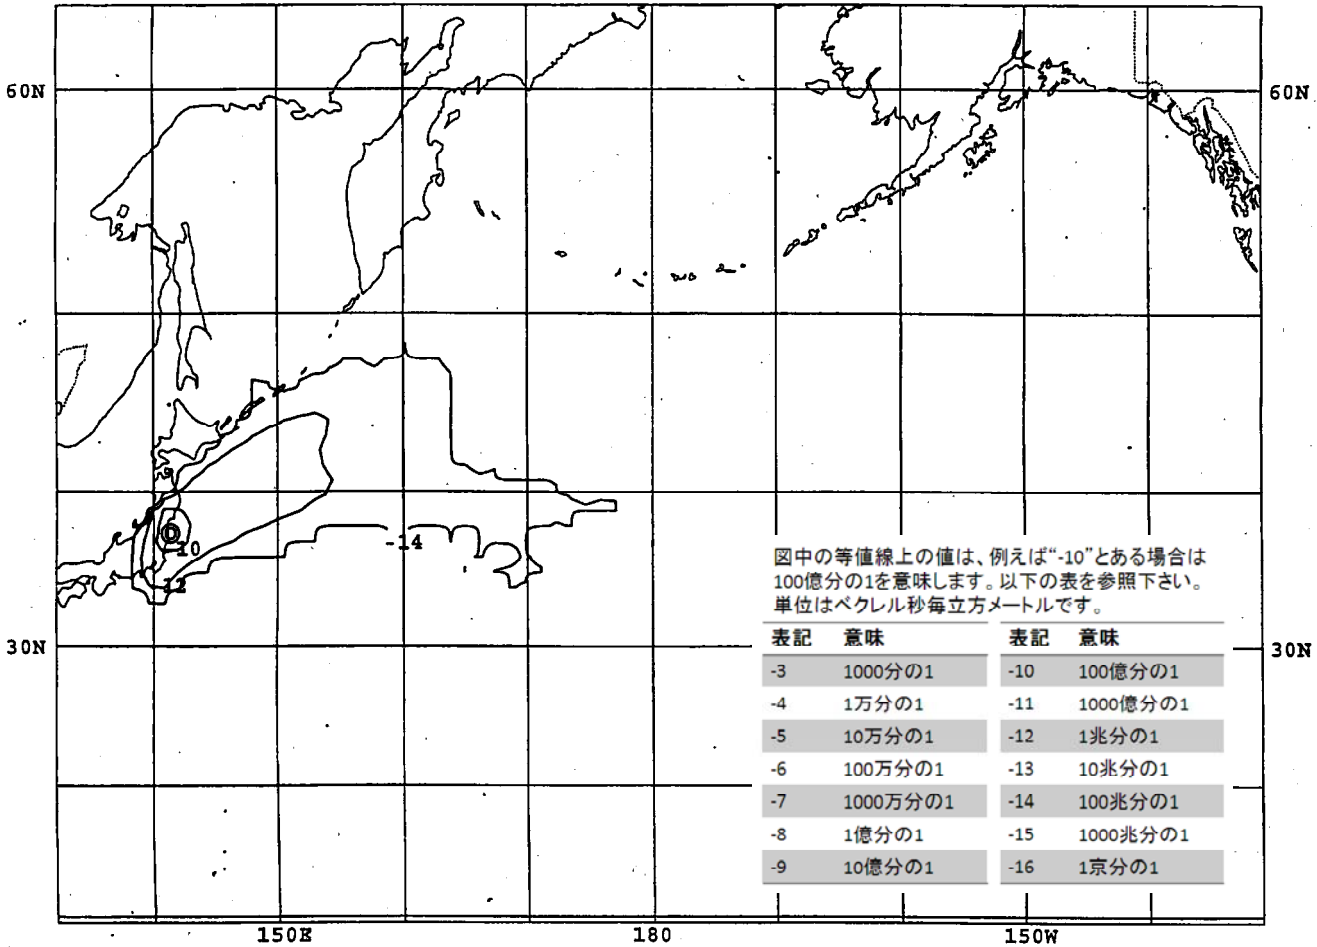 60N
60N
-10
-14
-12
図中の等値線上の値は、例えば“-10”とある場合は
100億分の1を意味します。以下の表を参照下さい。
単位はベクレル秒毎立方メートルです。
30N
30N
表記 意味 表記 意味
-3 1000分の1 -10 100億分の1
-4 1万分の1 -11 1000億分の1
-5 10万分の1 -12 1兆分の1
-6 100万分の1 -13 10兆分の1
-7 1000万分の1 -14 100兆分の1
-8 1億分の1 -15 1000兆分の1
-9 10億分の1 -16 1京分の1
150E 180 150W